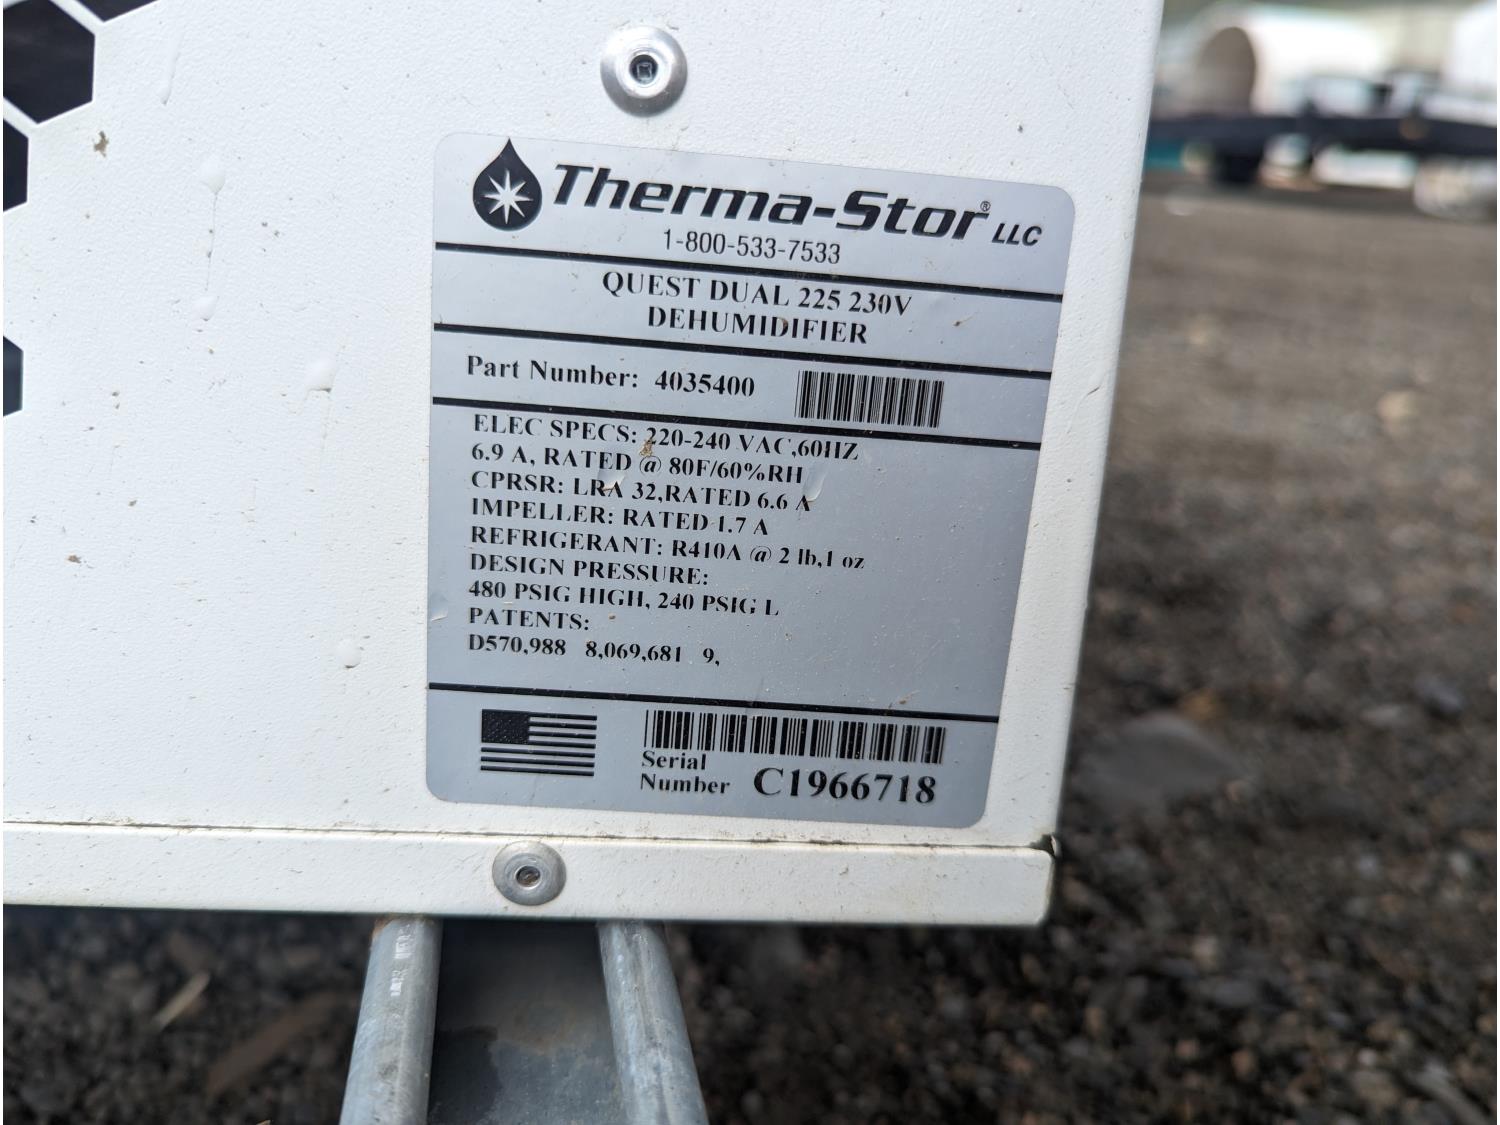 Therma-Stor® LLC
1-800-533-7533
QUEST DUAL 225 230V
DEHUMIDIFIER
Part Number: 4035400
ELEC SPECS: 220-240 VAC,60HZ
6.9 A, RATED @ 80F/60%RH
CPRSR: LRA 32,RATED 6.6 A
IMPELLER: RATED 1.7 A
REFRIGERANT: R410A @ 2 lb,1 oz
DESIGN PRESSURE:
480 PSIG HIGH, 240 PSIG L
PATENTS:
D570,988 8,069,681 9,
Serial
Number C1966718